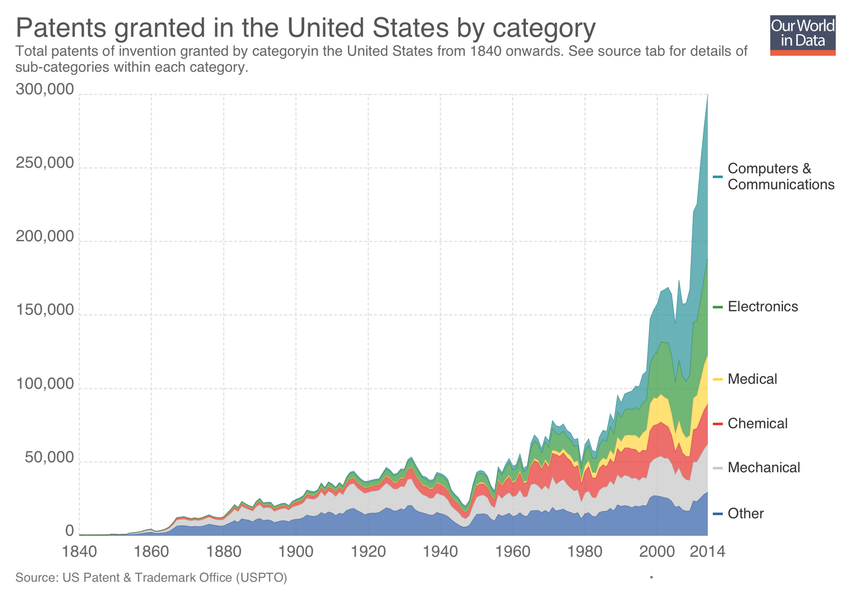 Patents granted in the United States by category
Our World
in Data
Total patents of invention granted by categoryin the United States from 1840 onwards. See source tab for details of
sub-categories within each category.
300,000
250,000
200,000
150,000
100,000
50,000
0
1840
1860
1880
1900
1920
1940
1960
1980
2000
2014
Computers &
Communications
Electronics
Medical
Chemical
Mechanical
Other
Source: US Patent & Trademark Office (USPTO)